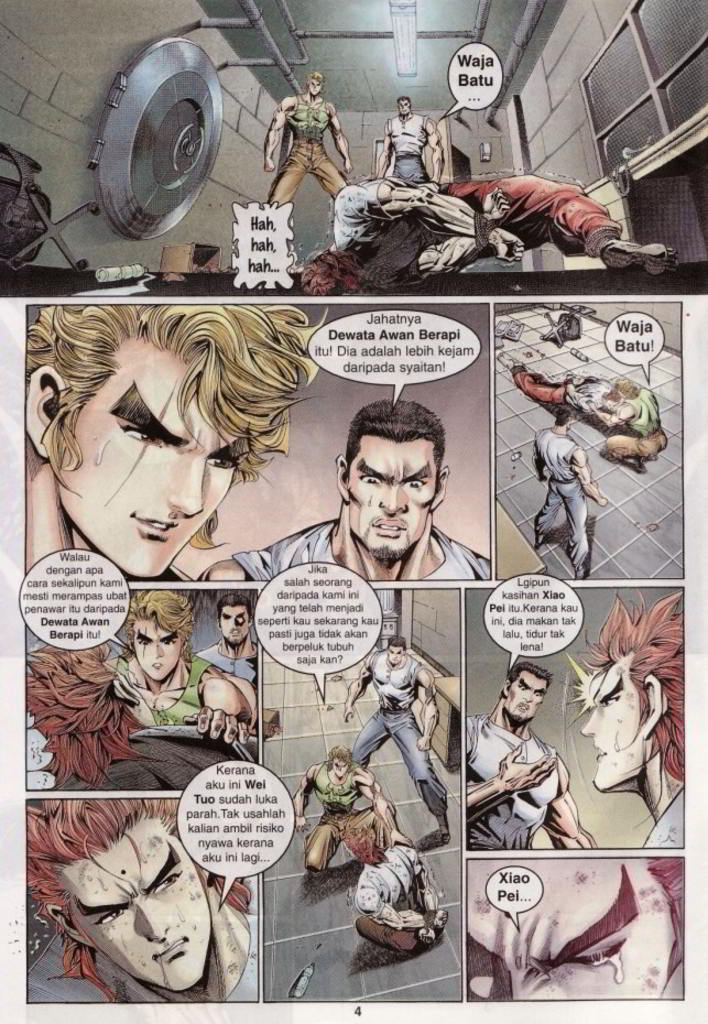 Waja
Batu
...
Hah,
hah,
hah...
Jahatnya
Dewata Awan Berapi
itu! Dia adalah lebih kejam
daripada syaitan!
Waja
Batu!
Walau
dengan apa
cara sekalipun kami
mesti merampas ubat
penawar itu daripada
Dewata Awan
Berapi itu!
Jika
salah seorang
daripada kami ini
yang telah menjadi
seperti kau sekarang kau
pasti juga tidak akan
berpeluk tubuh
saja kan?
Lgipun
kasihan Xiao
Pei itu.Kerana kau
ini, dia makan tak
lalu, tidur tak
lena!
Kerana
aku ini Wei
Tuo sudah luka
parah.Tak usahlah
kalian ambil risiko
nyawa kerana
aku ini lagi...
Xiao
Pei...
4